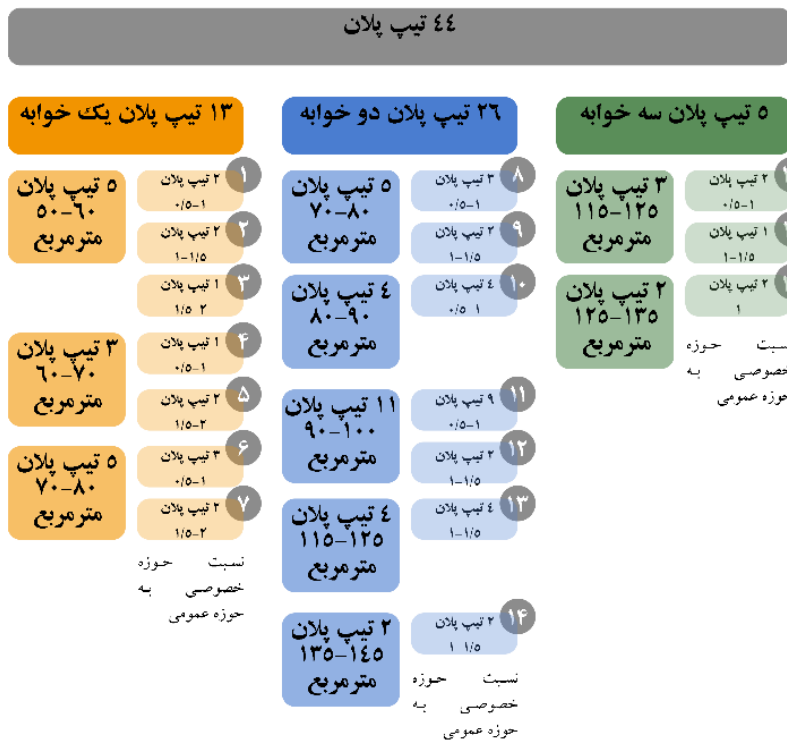 ٤٤ تیپ پلان
۵ تیپ پلان سه خوابه
۳ تیپ پلان
۱۱۵-۱۲۵
مترمربع
۲ تیپ پلان
۰/۵-۱
۱ تیپ پلان
۱-۱/۵
۲ تیپ پلان
۱۲۵-۱۳۵
مترمربع
۲ تیپ پلان
۱
نسبت حوزه
خصوصی به
حوزه عمومی
۲۶ تیپ پلان دو خوابه
۸
۵ تیپ پلان
۷۰-۸۰
مترمربع
۳ تیپ پلان
۰/۵-۱
۹
۲ تیپ پلان
۱-۱/۵
۱۰
٤ تیپ پلان
۸۰-۹۰
مترمربع
٤ تیپ پلان
۰/۵-۱
۱۱
۱۱ تیپ پلان
۹۰-۱۰۰
مترمربع
۹ تیپ پلان
۰/۵-۱
۱۲
۲ تیپ پلان
۱-۱/۵
۱۳
٤ تیپ پلان
۱۱۵-۱۲۵
مترمربع
٤ تیپ پلان
۱-۱/۵
۱۴
۲ تیپ پلان
۱۳۵-۱٤۵
مترمربع
۲ تیپ پلان
۱-۱/۵
نسبت حوزه
خصوصی به
حوزه عمومی
۱۳ تیپ پلان یک خوابه
۱
۵ تیپ پلان
۵۰-۶۰
مترمربع
۲ تیپ پلان
۰/۵-۱
۲
۲ تیپ پلان
۱-۱/۵
۳
۱ تیپ پلان
۱/۵-۲
۴
۳ تیپ پلان
۶۰-۷۰
مترمربع
۱ تیپ پلان
۰/۵-۱
۵
۲ تیپ پلان
۱/۵-۲
۶
۵ تیپ پلان
۷۰-۸۰
مترمربع
۳ تیپ پلان
۰/۵-۱
۷
۲ تیپ پلان
۱/۵-۲
نسبت حوزه
خصوصی به
حوزه عمومی